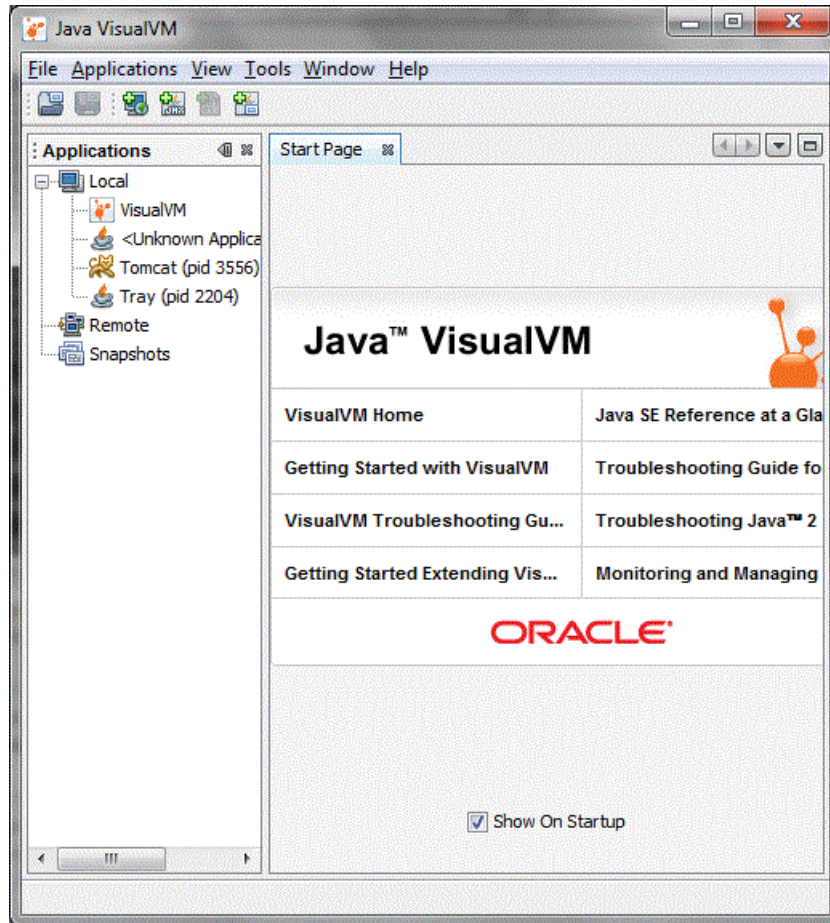 Java VisualVM
File Applications View Tools Window Help
Applications
Start Page
Local
VisualVM
<Unknown Applica
Tomcat (pid 3556)
Tray (pid 2204)
Remote
Snapshots
Java™ VisualVM
VisualVM Home
Java SE Reference at a Gla
Getting Started with VisualVM
Troubleshooting Guide fo
VisualVM Troubleshooting Gu...
Troubleshooting Java™ 2
Getting Started Extending Vis...
Monitoring and Managing
ORACLE
Show On Startup